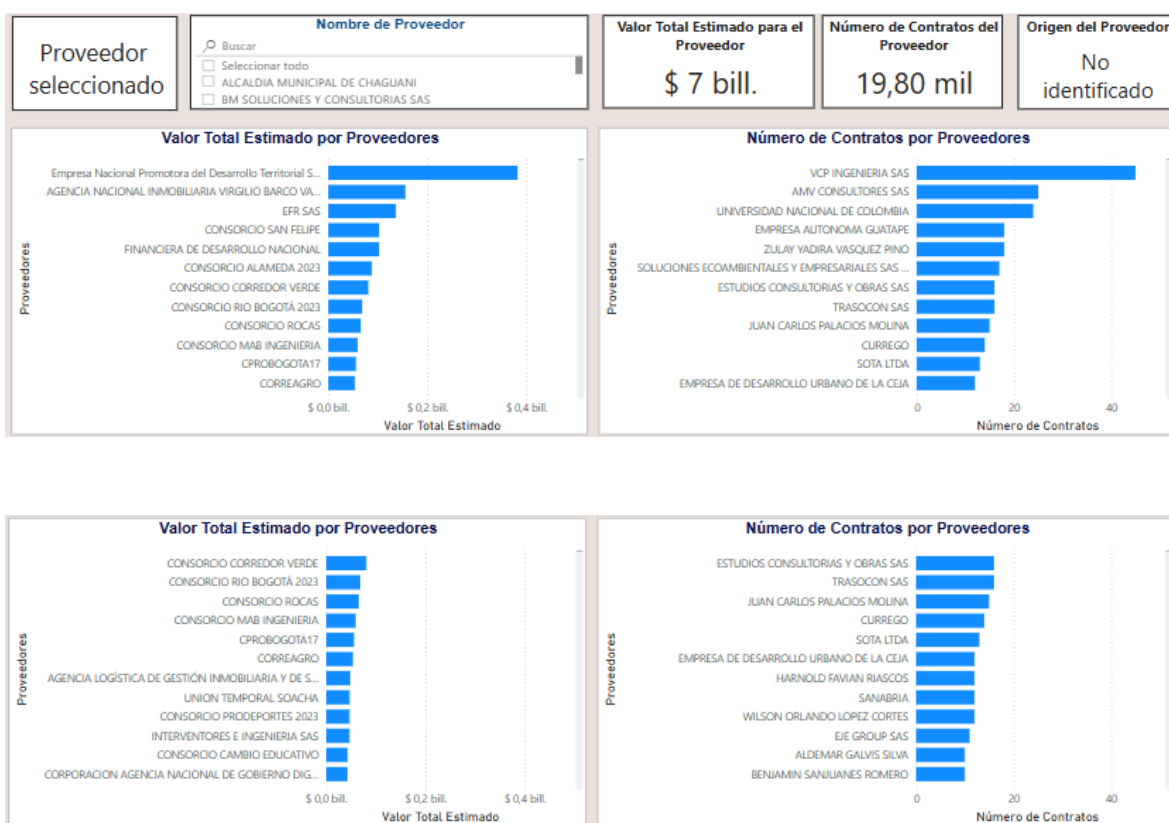 Proveedor
seleccionado
Nombre de Proveedor
Buscar
Seleccionar todo
ALCALDIA MUNICIPAL DE CHAGUANI
BM SOLUCIONES Y CONSULTORIAS SAS
Valor Total Estimado para el
Proveedor
$ 7 bill.
Número de Contratos del
Proveedor
19,80 mil
Origen del Proveedor
No
identificado
Valor Total Estimado por Proveedores
Proveedores
Empresa Nacional Promotora del Desarrollo Territorial S...
AGENCIA NACIONAL INMOBILIARIA VIRGILIO BARCO VA...
EFR SAS
CONSORCIO SAN FELIPE
FINANCIERA DE DESARROLLO NACIONAL
CONSORCIO ALAMEDA 2023
CONSORCIO CORREDOR VERDE
CONSORCIO RIO BOGOTÁ 2023
CONSORCIO ROCAS
CONSORCIO MAB INGENIERIA
CPROBOGOTA17
CORREAGRO
$ 0,0 bill. $ 0,2 bill. $ 0,4 bill.
Valor Total Estimado
Número de Contratos por Proveedores
Proveedores
VCP INGENIERIA SAS
AMV CONSULTORES SAS
UNIVERSIDAD NACIONAL DE COLOMBIA
EMPRESA AUTONOMA GUATAPE
ZULAY YADIRA VASQUEZ PINO
SOLUCIONES ECOAMBIENTALES Y EMPRESARIALES SAS ...
ESTUDIOS CONSULTORIAS Y OBRAS SAS
TRASOCON SAS
JUAN CARLOS PALACIOS MOLINA
CURREGO
SOTA LTDA
EMPRESA DE DESARROLLO URBANO DE LA CEJA
0 20 40
Número de Contratos
Valor Total Estimado por Proveedores
Proveedores
CONSORCIO CORREDOR VERDE
CONSORCIO RIO BOGOTÁ 2023
CONSORCIO ROCAS
CONSORCIO MAB INGENIERIA
CPROBOGOTA17
CORREAGRO
AGENCIA LOGÍSTICA DE GESTIÓN INMOBILIARIA Y DE S...
UNION TEMPORAL SOACHA
CONSORCIO PRODEPORTES 2023
INTERVENTORES E INGENIERIA SAS
CONSORCIO CAMBIO EDUCATIVO
CORPORACION AGENCIA NACIONAL DE GOBIERNO DIG...
$ 0,0 bill. $ 0,2 bill. $ 0,4 bill.
Valor Total Estimado
Número de Contratos por Proveedores
Proveedores
ESTUDIOS CONSULTORIAS Y OBRAS SAS
TRASOCON SAS
JUAN CARLOS PALACIOS MOLINA
CURREGO
SOTA LTDA
EMPRESA DE DESARROLLO URBANO DE LA CEJA
HARNOLD FAVIAN RIASCOS
SANABRIA
WILSON ORLANDO LOPEZ CORTES
EJE GROUP SAS
ALDEMAR GALVIS SILVA
BENJAMIN SANJUANES ROMERO
0 20 40
Número de Contratos